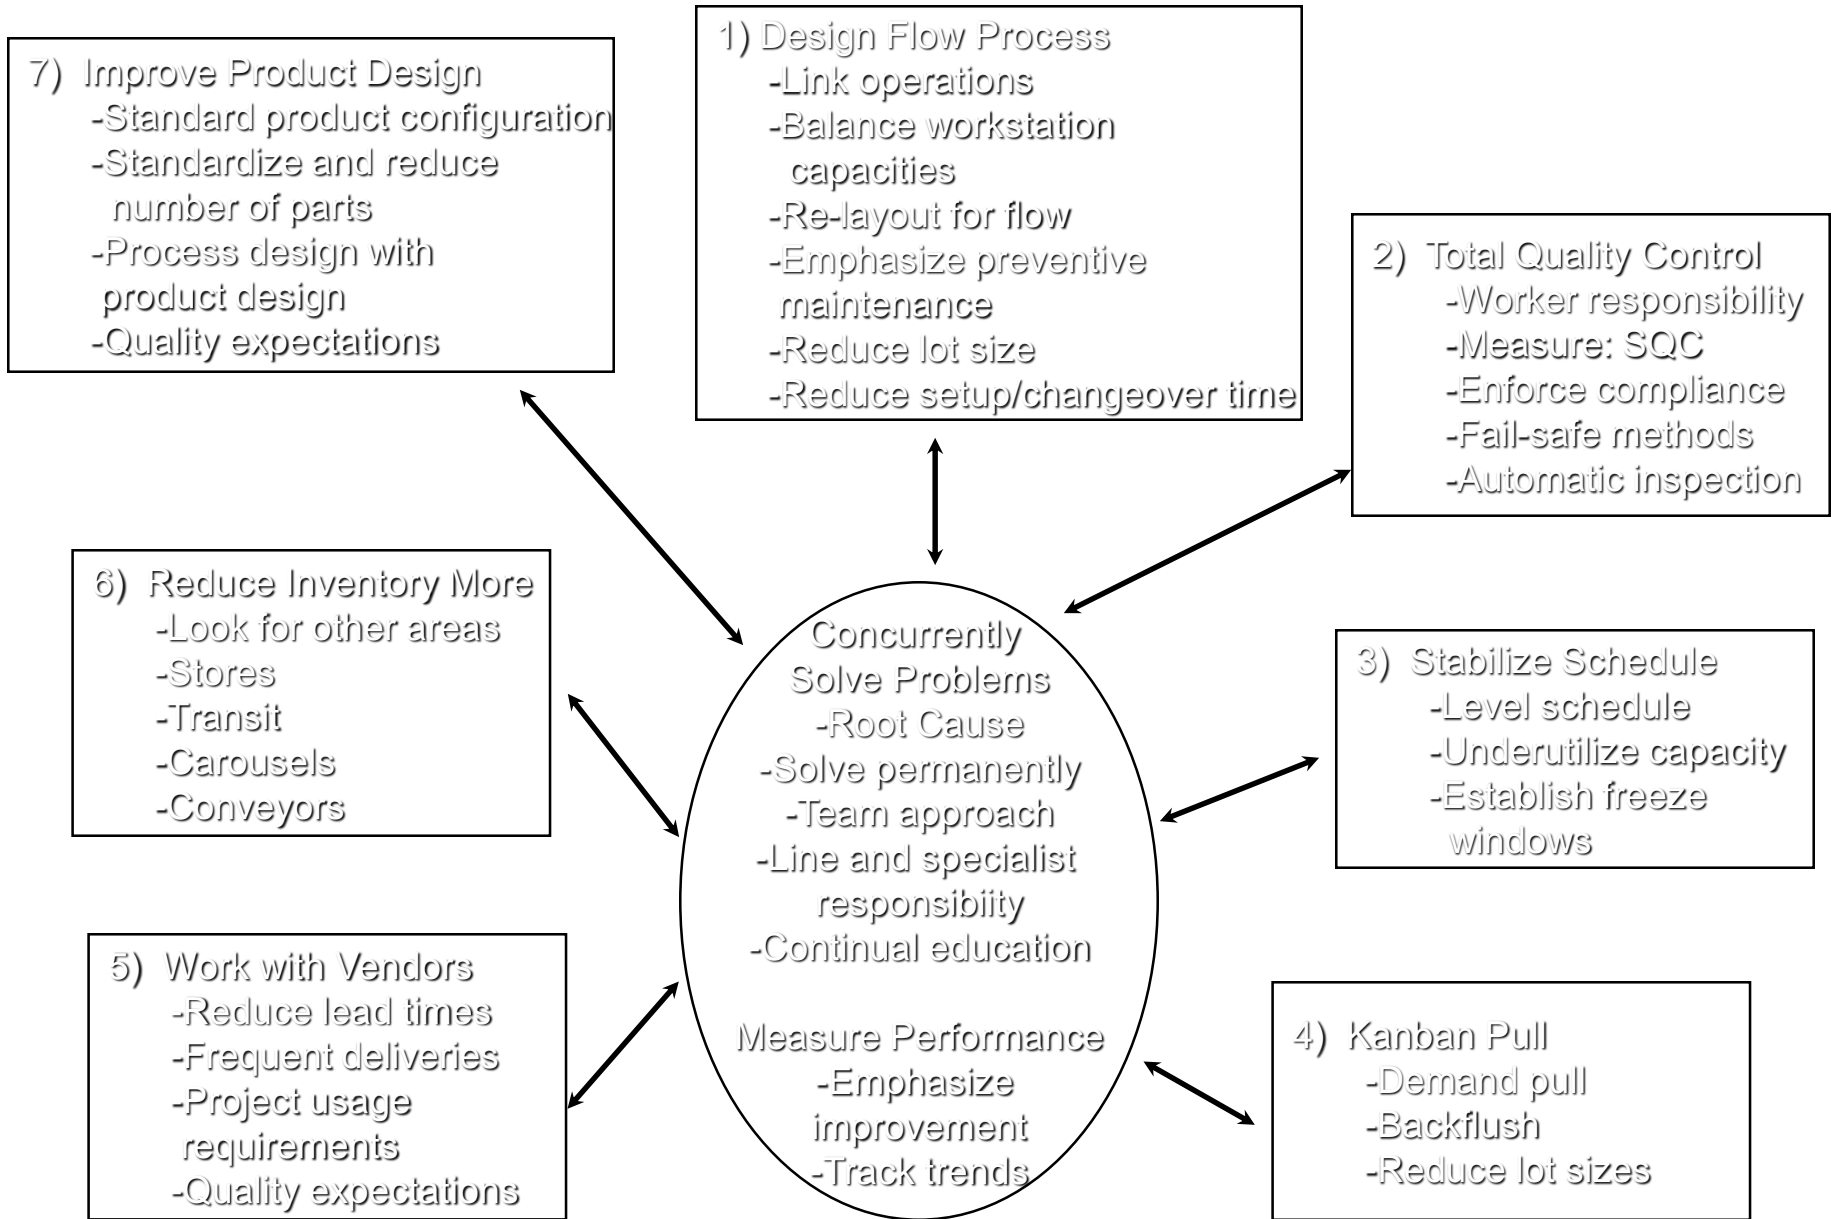 1) Design Flow Process
-Link operations
-Balance workstation
capacities
-Re-layout for flow
-Emphasize preventive
maintenance
-Reduce lot size
-Reduce setup/changeover time
2) Total Quality Control
-Worker responsibility
-Measure: SQC
-Enforce compliance
-Fail-safe methods
-Automatic inspection
3) Stabilize Schedule
-Level schedule
-Underutilize capacity
-Establish freeze
windows
4) Kanban Pull
-Demand pull
-Backflush
-Reduce lot sizes
5) Work with Vendors
-Reduce lead times
-Frequent deliveries
-Project usage
requirements
-Quality expectations
6) Reduce Inventory More
-Look for other areas
-Stores
-Transit
-Carousels
-Conveyors
7) Improve Product Design
-Standard product configuration
-Standardize and reduce
number of parts
-Process design with
product design
-Quality expectations
Concurrently
Solve Problems
-Root Cause
-Solve permanently
-Team approach
-Line and specialist
responsibiity
-Continual education
Measure Performance
-Emphasize
improvement
-Track trends